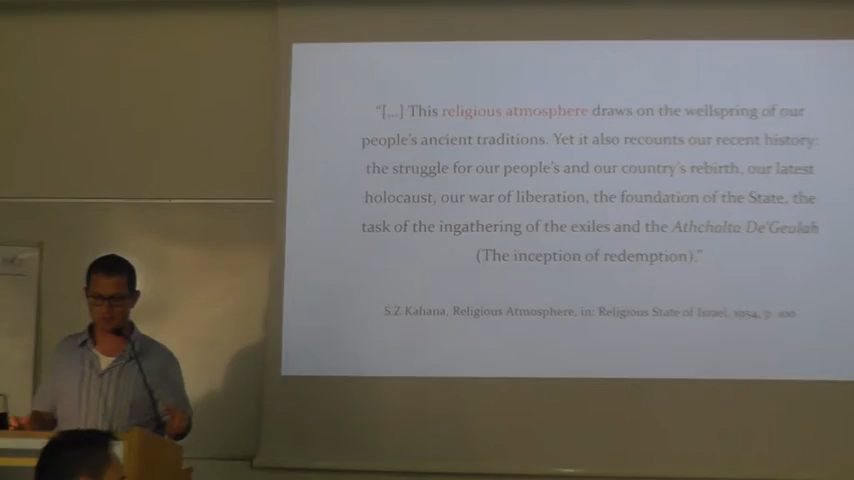 “[...] This religious atmosphere draws on the wellspring of our
people's ancient traditions. Yet it also recounts our recent history:
the struggle for our people's and our country's rebirth, our latest
holocaust, our war of liberation, the foundation of the State, the
task of the ingathering of the exiles and the Athchalta De'Geulah
(The inception of redemption).”
S.Z Kahana, Religious Atmosphere, in: Religious State of Israel, 1954, p. 100